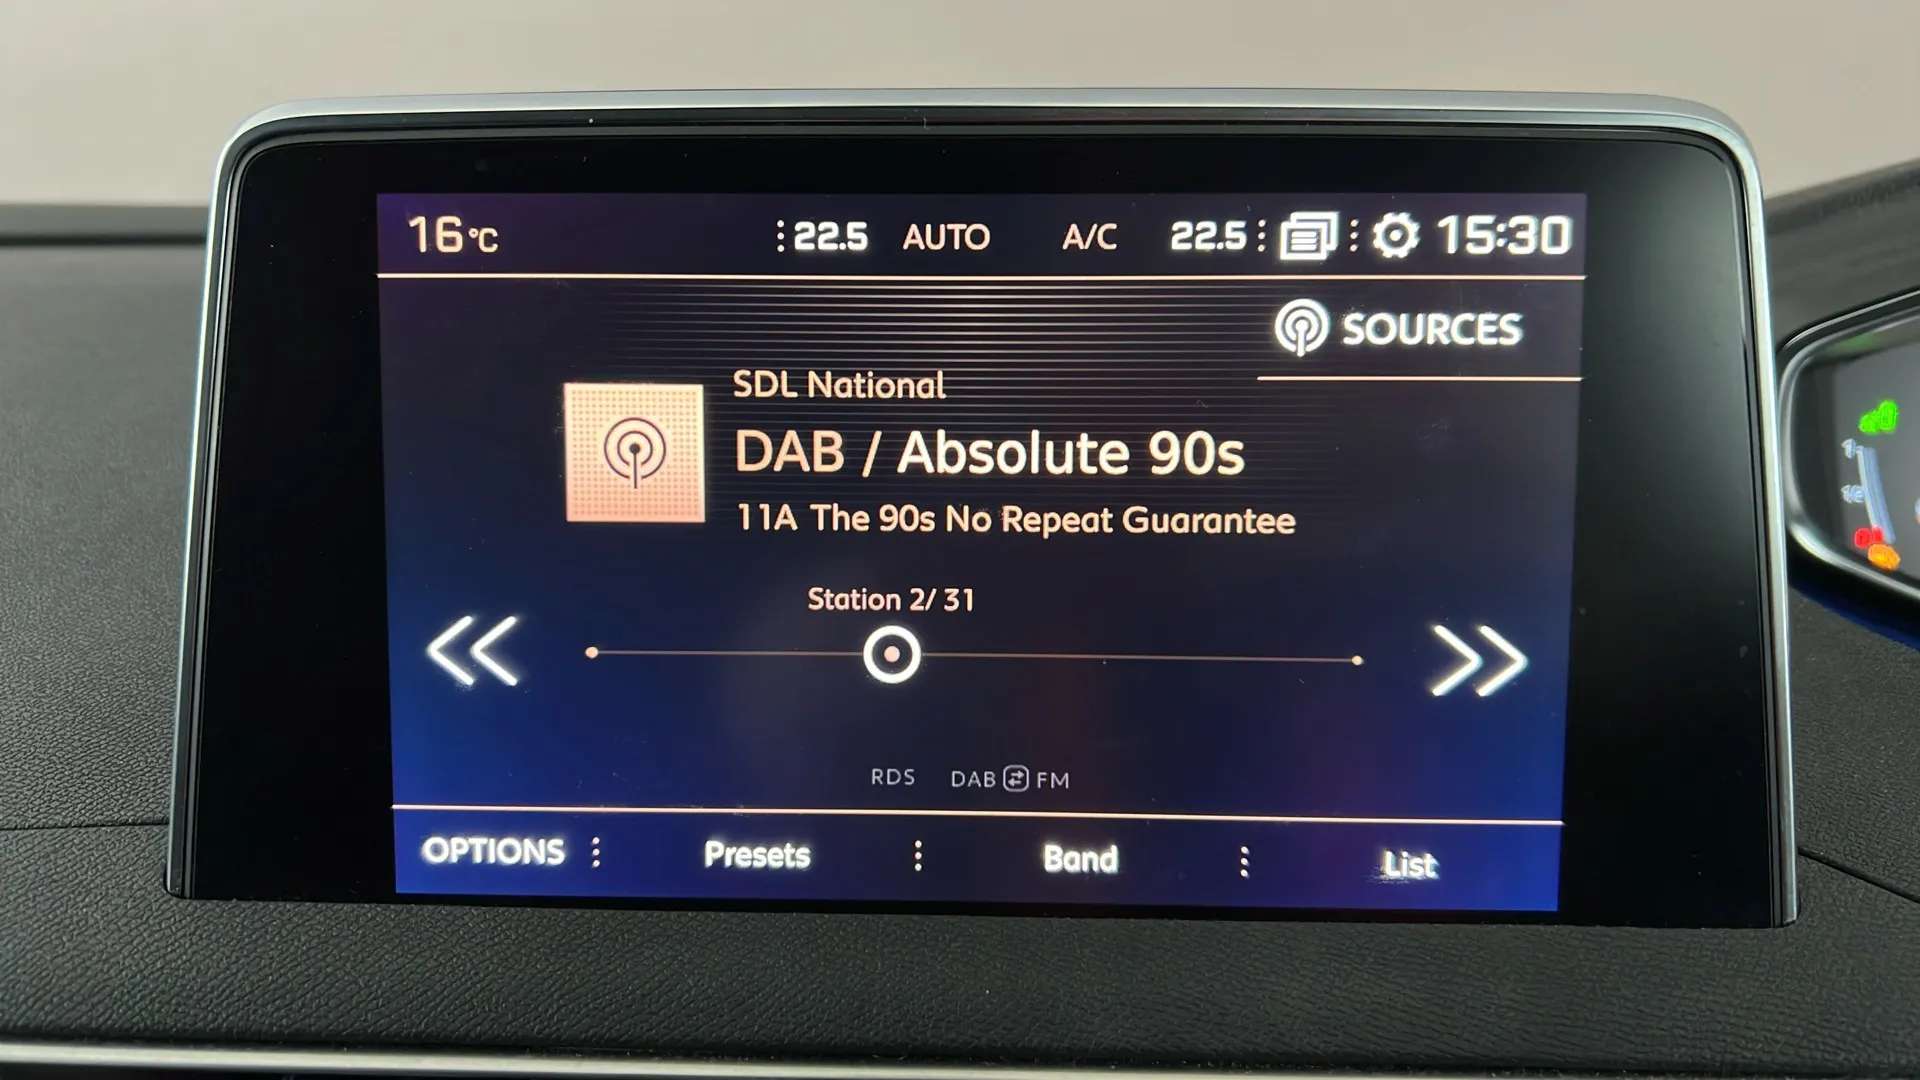 16°C 22.5 AUTO A/C 22.5 15:30
SOURCES
SDL National
DAB / Absolute 90s
11A The 90s No Repeat Guarantee
Station 2/ 31
RDS DAB FM
OPTIONS Presets Band List